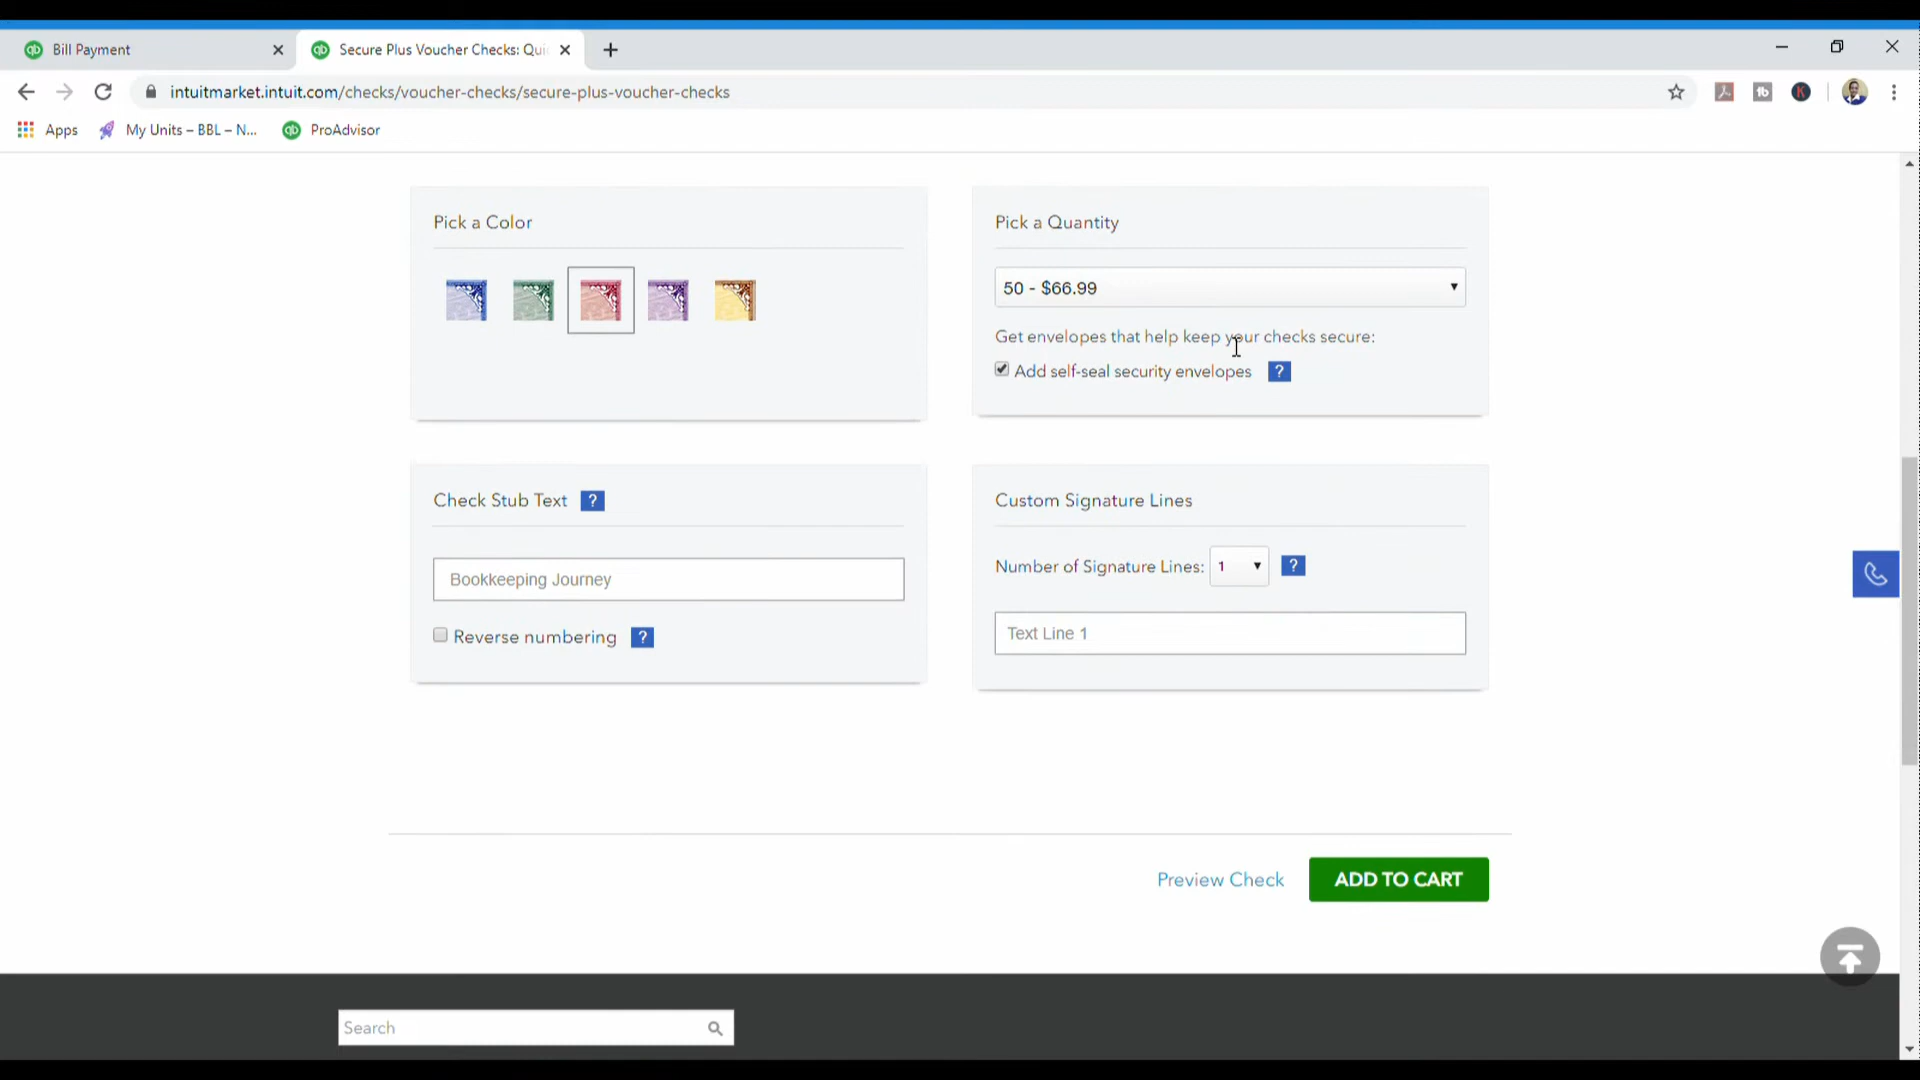 Bill Payment
Secure Plus Voucher Checks: Qui
intuitmarket.intuit.com/checks/voucher-checks/secure-plus-voucher-checks
tb
K
Apps
My Units – BBL – N...
qb ProAdvisor
Pick a Color
Pick a Quantity
50 - $66.99
Get envelopes that help keep your checks secure:
Add self-seal security envelopes ?
Check Stub Text ?
Bookkeeping Journey
Reverse numbering ?
Custom Signature Lines
Number of Signature Lines: 1 ?
Text Line 1
Preview Check
ADD TO CART
Search